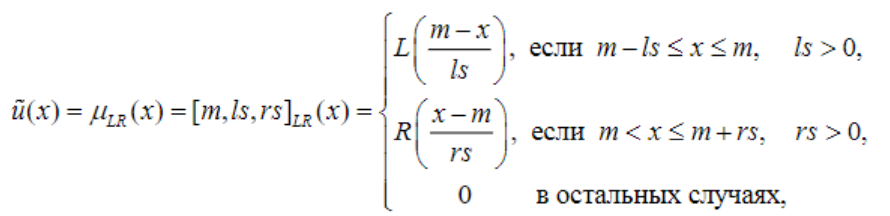 L(m − x / ls), если m − ls ≤ x ≤ m, ls > 0,
ũ(x) = μ_LR(x) = [m, ls, rs]_LR(x) = {
R(x − m / rs), если m < x ≤ m + rs, rs > 0,
0 в остальных случаях,